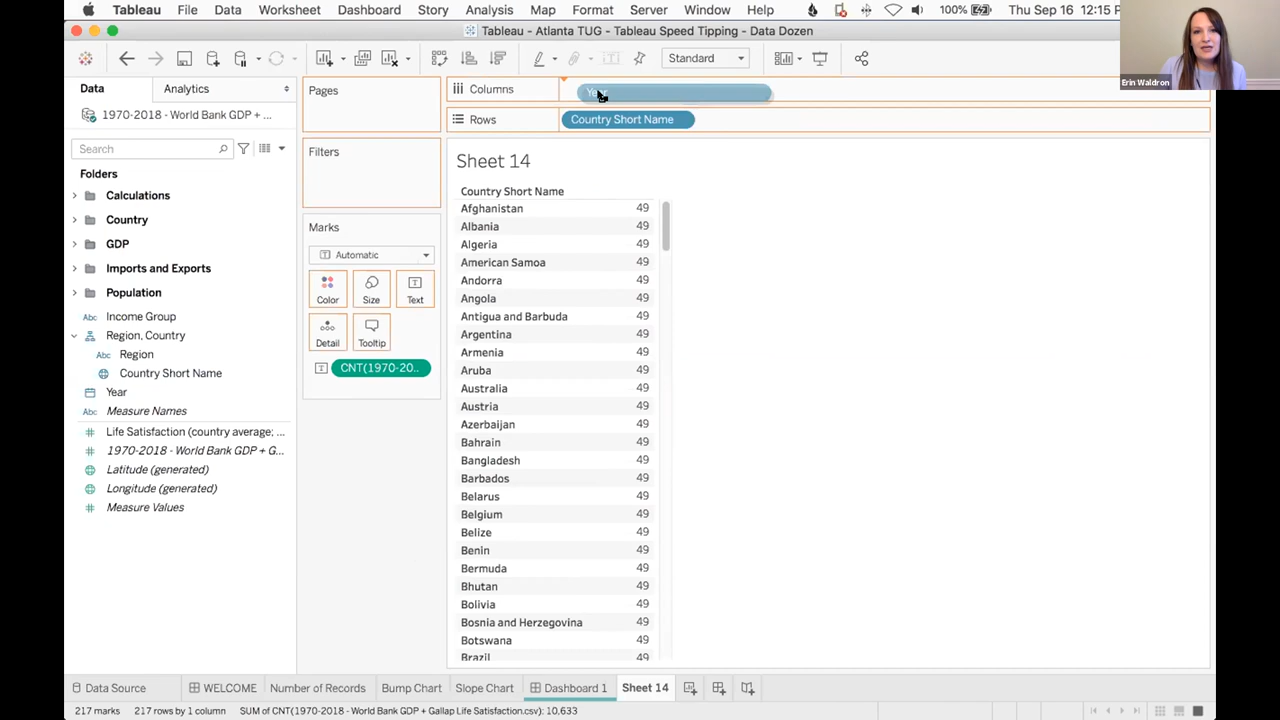 Tableau File Data Worksheet Dashboard Story Analysis Map Format Server Window Help 100% Thu Sep 16 12:15 P
Tableau - Atlanta TUG - Tableau Speed Tipping - Data Dozen
Erin Waldron
Standard
Data Analytics
1970-2018 - World Bank GDP + ...
Search
Folders
Calculations
Country
GDP
Imports and Exports
Population
Abc Income Group
Region, Country
Abc Region
Country Short Name
Year
Abc Measure Names
Life Satisfaction (country average; ...
1970-2018 - World Bank GDP + G...
Latitude (generated)
Longitude (generated)
Measure Values
Pages
Filters
Marks
Automatic
Color Size Text
Detail Tooltip
CNT(1970-20..
Columns
Rows Country Short Name
Sheet 14
Country Short Name
Afghanistan 49
Albania 49
Algeria 49
American Samoa 49
Andorra 49
Angola 49
Antigua and Barbuda 49
Argentina 49
Armenia 49
Aruba 49
Australia 49
Austria 49
Azerbaijan 49
Bahrain 49
Bangladesh 49
Barbados 49
Belarus 49
Belgium 49
Belize 49
Benin 49
Bermuda 49
Bhutan 49
Bolivia 49
Bosnia and Herzegovina 49
Botswana 49
Brazil 49
Data Source WELCOME Number of Records Bump Chart Slope Chart Dashboard 1 Sheet 14
217 marks 217 rows by 1 column SUM of CNT(1970-2018 - World Bank GDP + Gallap Life Satisfaction.csv): 10,633